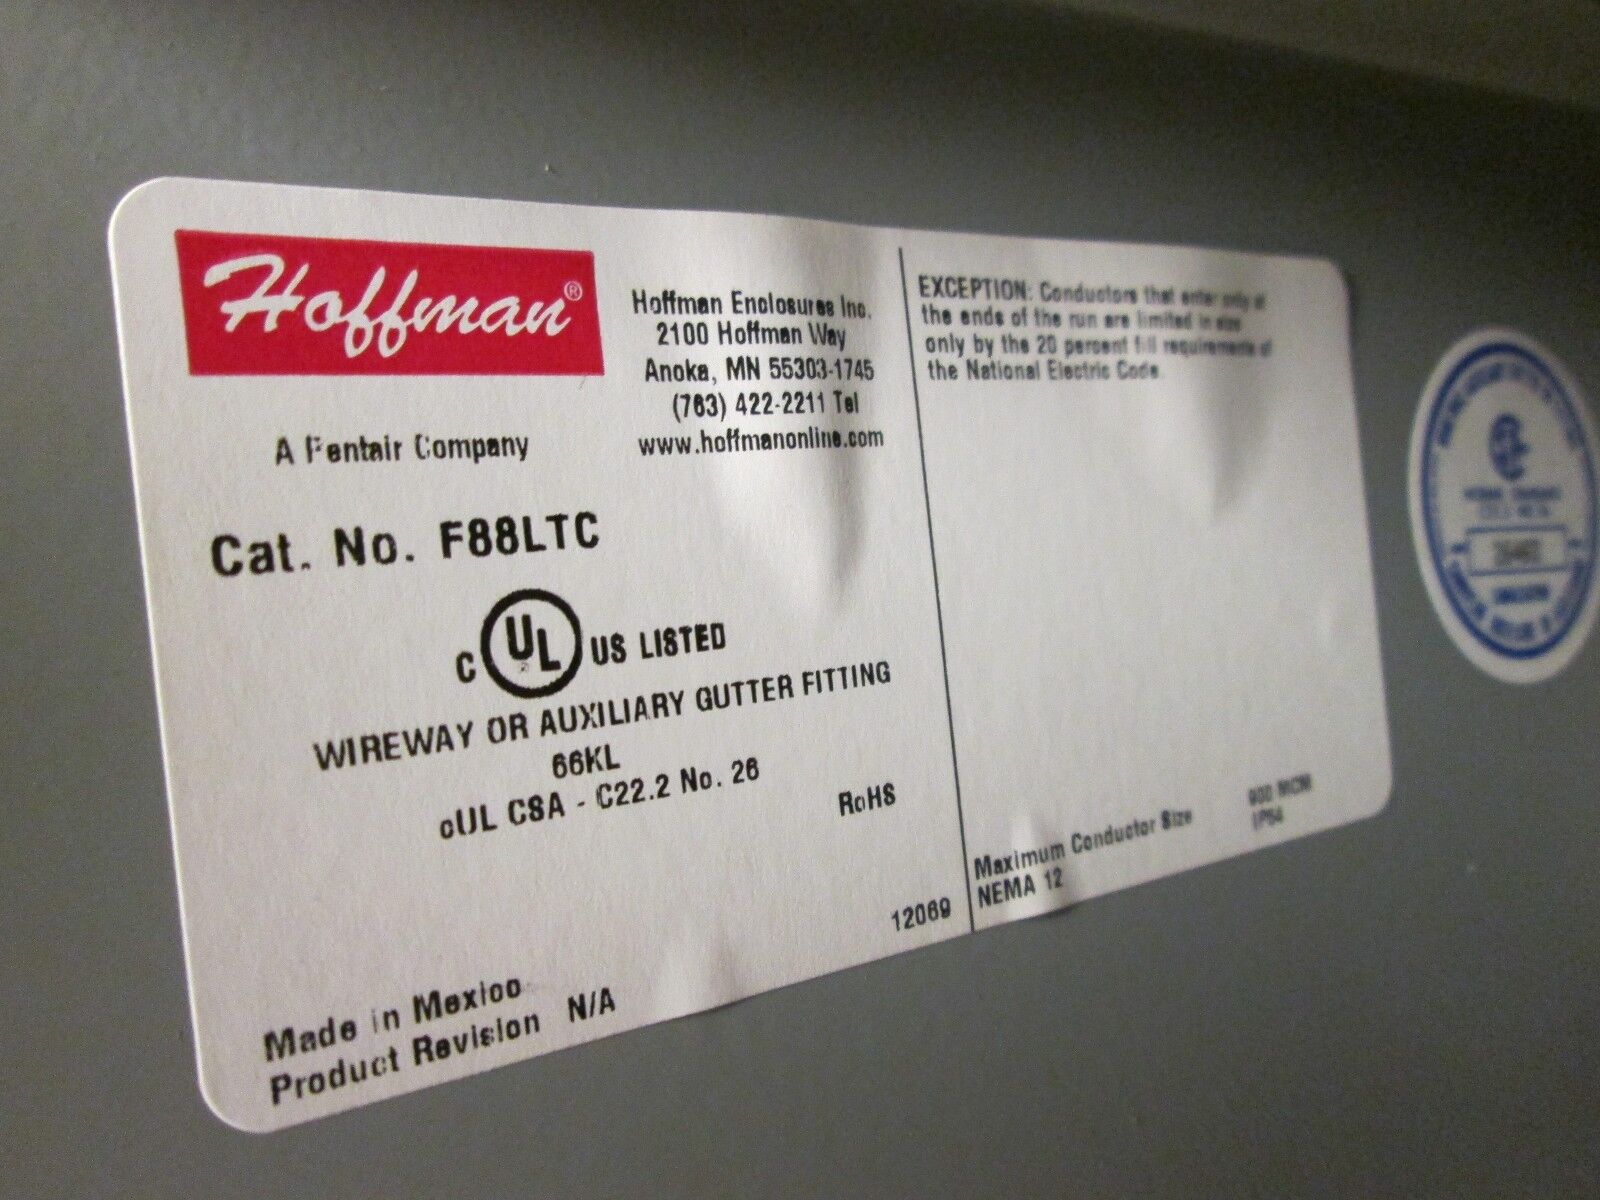 Hoffman®
A Pentair Company
Hoffman Enclosures Inc.
2100 Hoffman Way
Anoka, MN 55303-1745
(763) 422-2211 Tel
www.hoffmanonline.com
Cat. No. F88LTC
C UL US LISTED
WIREWAY OR AUXILIARY GUTTER FITTING
66KL
cUL CSA - C22.2 No. 26
RoHS
12069
Made in Mexico
Product Revision N/A
EXCEPTION: Conductors that enter only at
the ends of the run are limited in size
only by the 20 percent fill requirements of
the National Electric Code.
Maximum Conductor Size MCM
NEMA 12 IP54